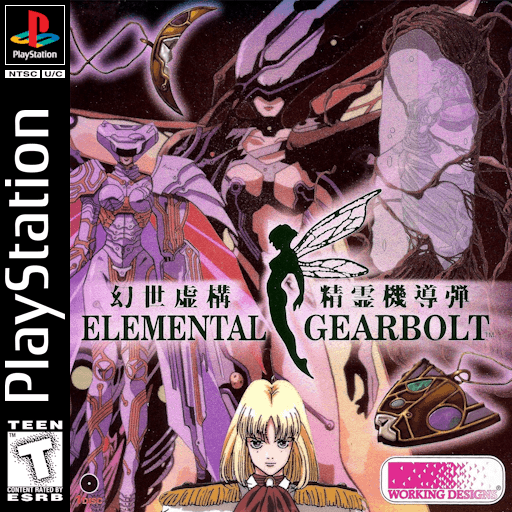 PlayStation
NTSC U/C
PlayStation
幻世虚構 精霊機導弾
ELEMENTAL GEARBOLT
TM
TEEN
T
CONTENT RATED BY
ESRB
WORKING DESIGNS